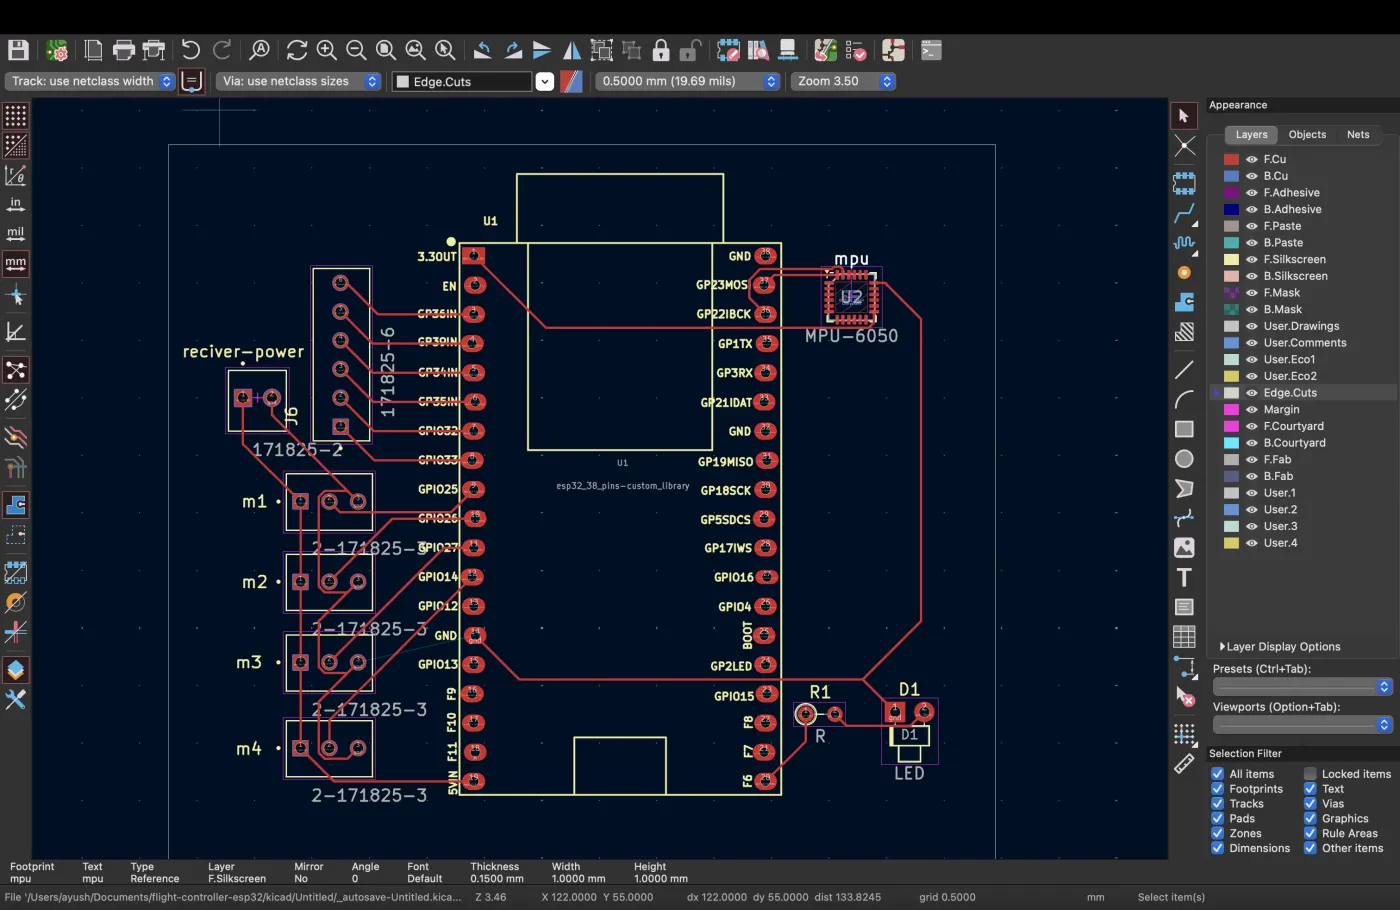 Track: use netclass width
Via: use netclass sizes
Edge.Cuts
0.5000 mm (19.69 mils)
Zoom 3.50
in
mil
mm
U1
3.3OUT
EN
GP36IN
GP39IN
GP34IN
GP35IN
GPIO32
GPIO33
GPIO25
GPIO26
GPIO27
GPIO14
GPIO12
GND
GPIO13
F9
F10
F11
5VIN
GND
GP23MOS
GP22IBCK
GP1TX
GP3RX
GP21IDAT
GND
GP19MISO
GP18SCK
GP5SDCS
GP17IWS
GPIO16
GPIO4
BOOT
GP2LED
GPIO15
F8
F7
F6
U1
esp32_38_pins-custom_library
mpu
U2
MPU-6050
reciver-power
J6
171825-2
171825-6
m1
2-171825-3
m2
2-171825-3
m3
2-171825-3
m4
2-171825-3
R1
R
D1
D1
LED
Appearance
Layers
Objects
Nets
F.Cu
B.Cu
F.Adhesive
B.Adhesive
F.Paste
B.Paste
F.Silkscreen
B.Silkscreen
F.Mask
B.Mask
User.Drawings
User.Comments
User.Eco1
User.Eco2
Edge.Cuts
Margin
F.Courtyard
B.Courtyard
F.Fab
B.Fab
User.1
User.2
User.3
User.4
Layer Display Options
Presets (Ctrl+Tab):
Viewports (Option+Tab):
Selection Filter
All items
Locked items
Footprints
Text
Tracks
Vias
Pads
Graphics
Zones
Rule Areas
Dimensions
Other items
Footprint Text Type Layer Mirror Angle Font Thickness Width Height
mpu mpu Reference F.Silkscreen No 0 Default 0.1500 mm 1.0000 mm 1.0000 mm
File '/Users/ayush/Documents/flight-controller-esp32/kicad/Untitled/_autosave-Untitled.kica... Z 3.46 X 122.0000 Y 55.0000 dx 122.0000 dy 55.0000 dist 133.8245 grid 0.5000 mm Select item(s)